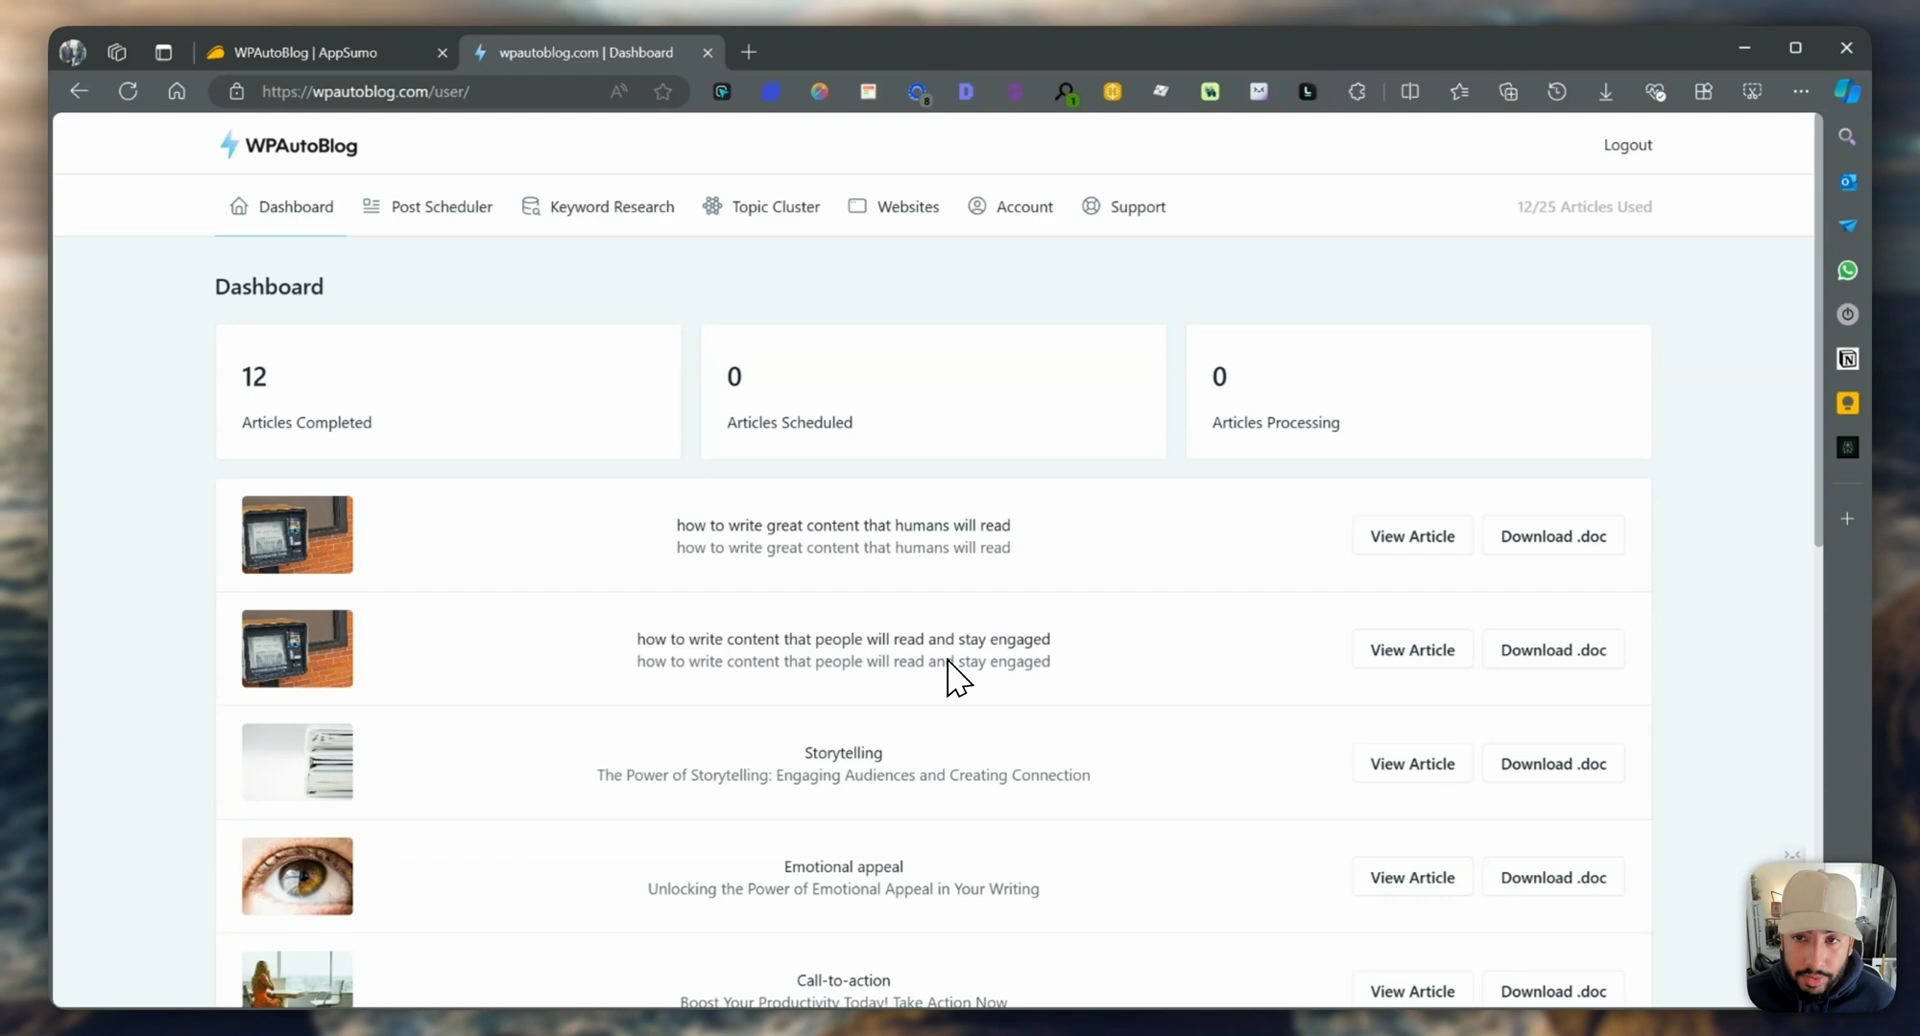 WPAutoBlog | AppSumo
wpautoblog.com | Dashboard
https://wpautoblog.com/user/
WPAutoBlog
Logout
Dashboard
Post Scheduler
Keyword Research
Topic Cluster
Websites
Account
Support
12/25 Articles Used
Dashboard
12
Articles Completed
0
Articles Scheduled
0
Articles Processing
how to write great content that humans will read
how to write great content that humans will read
View Article
Download .doc
how to write content that people will read and stay engaged
how to write content that people will read and stay engaged
View Article
Download .doc
Storytelling
The Power of Storytelling: Engaging Audiences and Creating Connection
View Article
Download .doc
Emotional appeal
Unlocking the Power of Emotional Appeal in Your Writing
View Article
Download .doc
Call-to-action
Boost Your Productivity Today! Take Action Now
View Article
Download .doc